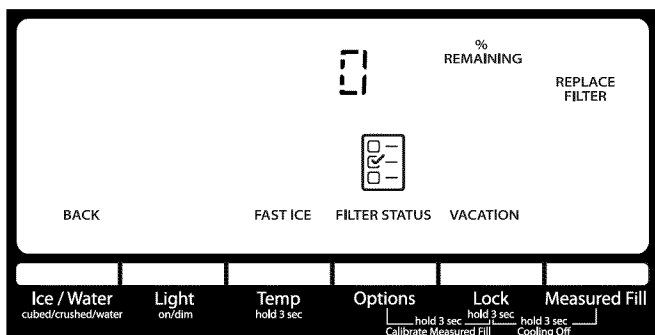 0
%
REMAINING
REPLACE
FILTER
BACK
FAST ICE
FILTER STATUS
VACATION
Ice / Water
cubed/crushed/water
Light
on/dim
Temp
hold 3 sec
Options
Lock
hold 3 sec
Measured Fill
hold 3 sec
Calibrate Measured Fill
hold 3 sec
Cooling Off